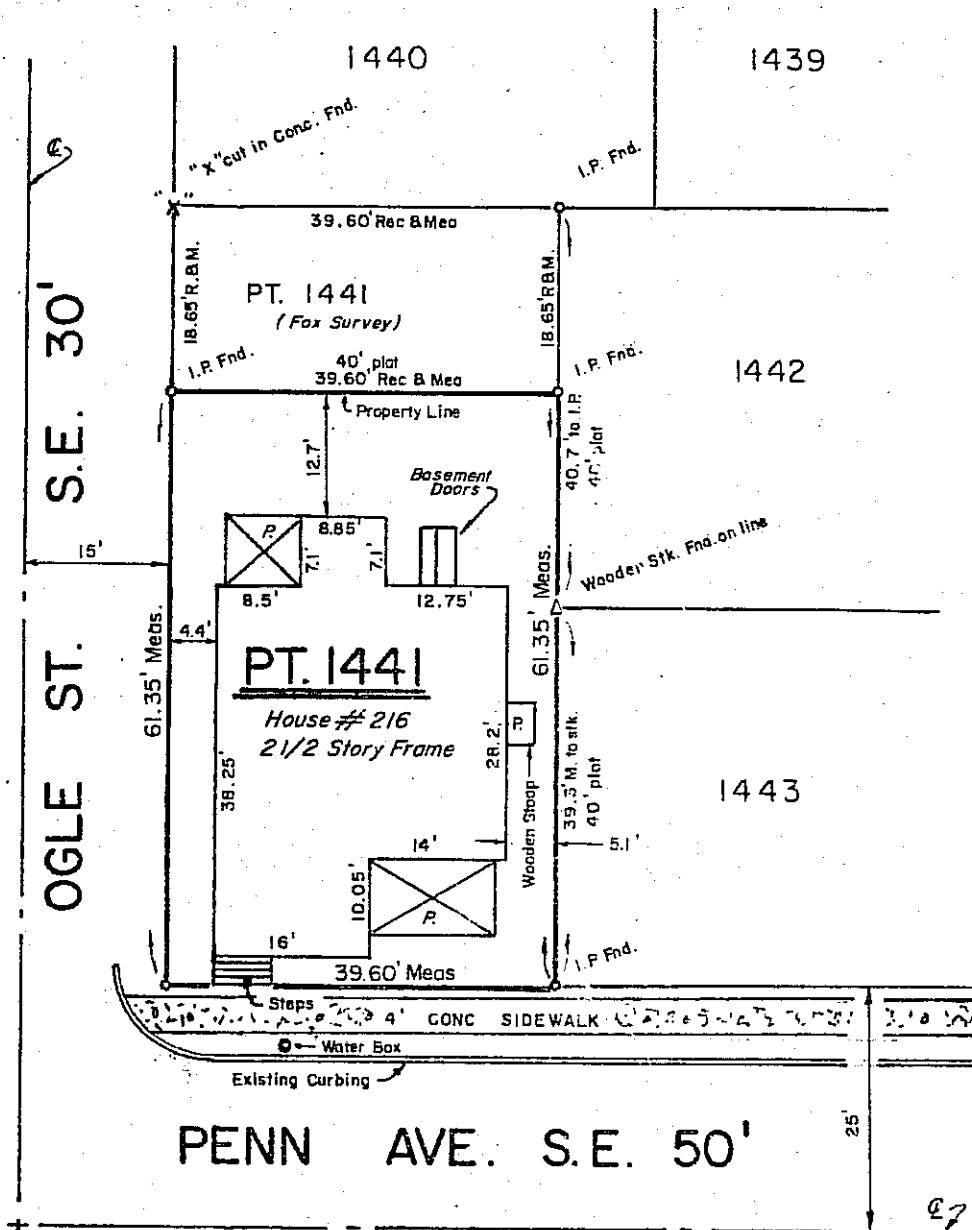 1440
1439
"X" cut in Conc. Fnd.
I.P. Fnd.
℄
"X"
39.60' Rec & Mea
18.65' R.&M.
18.65' R.&M.
PT. 1441
(Fox Survey)
I.P. Fnd.
40' plat
39.60' Rec & Mea
I.P. Fnd.
Property Line
1442
OGLE ST. S.E. 30'
12.7'
40.7' to I.P.
40' plat
Basement
Doors
P.
8.85'
7.1'
7.1'
Wooden Stk. Fnd. on line
15'
8.5'
12.75'
4.4'
61.35' Meas.
61.35' Meas.
PT. 1441
House # 216
2 1/2 Story Frame
P.
28.2'
38.25'
Wooden Stoop
39.3' M. to stk.
40' plat
1443
14'
5.1'
10.05'
P.
16'
39.60' Meas
I.P. Fnd.
Steps
4' CONC SIDEWALK
Water Box
Existing Curbing
25'
PENN AVE. S.E. 50'
℄